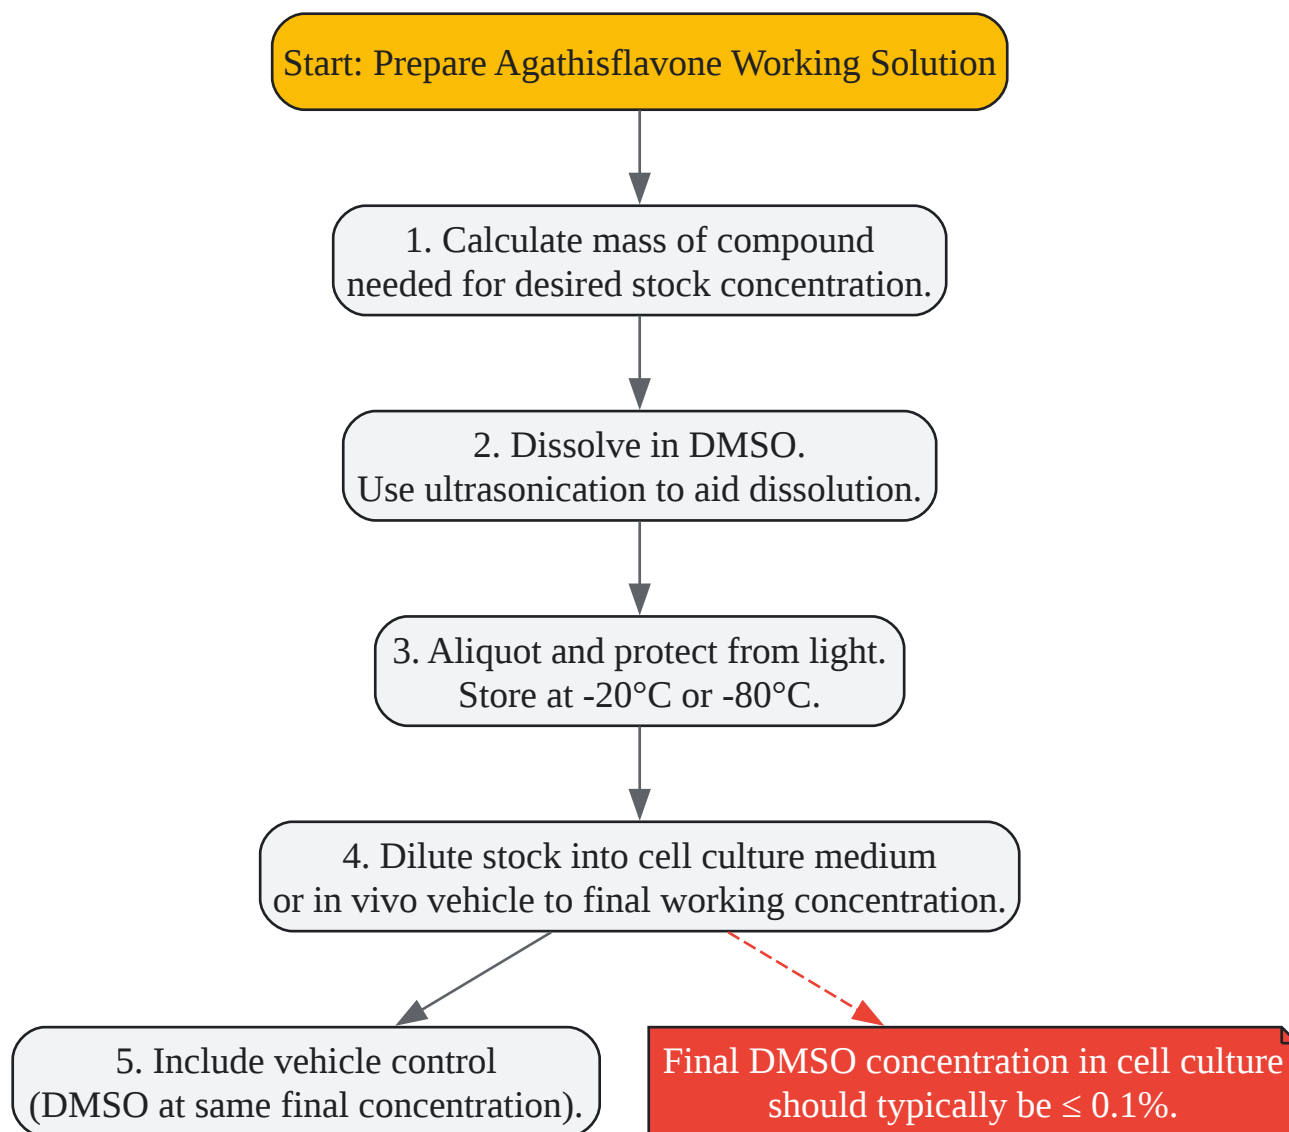 Start: Prepare Agathisflavone Working Solution
1. Calculate mass of compound
needed for desired stock concentration.
2. Dissolve in DMSO.
Use ultrasonication to aid dissolution.
3. Aliquot and protect from light.
Store at -20°C or -80°C.
4. Dilute stock into cell culture medium
or in vivo vehicle to final working concentration.
5. Include vehicle control
(DMSO at same final concentration).
Final DMSO concentration in cell culture
should typically be ≤ 0.1%.